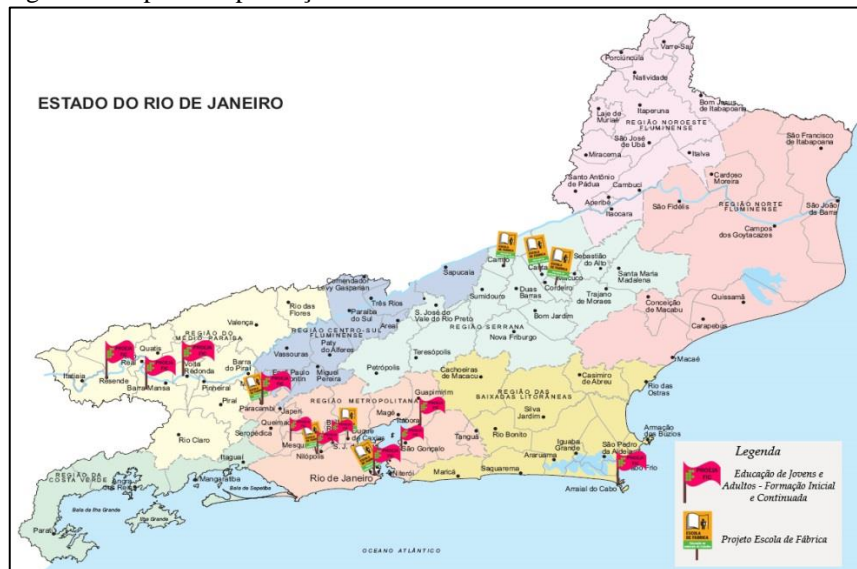 ESTADO DO RIO DE JANEIRO
Varre-Sai
Porciúncula
Natividade
Bom Jesus
de Itabapoana
Laje de
Muriaé
Itaperuna
REGIÃO NOROESTE
FLUMINENSE
São José
de Ubá
Italva
São Francisco
de Itabapoana
Miracema
Cardoso
Moreira
Santo Antônio
de Pádua
Cambuci
REGIÃO NORTE
FLUMINENSE
Aperibé
Itaocara
São Fidélis
São João
da Barra
Campos
dos Goytacazes
Carmo
Sebastião
do Alto
Cordeiro
Santa Maria
Madalena
Sapucaia
Comendador
Levy Gasparian
Sumidouro
Duas
Barras
Trajano
de Moraes
Conceição
de Macabu
Quissamã
Carapebus
Três Rios
Paraíba
do Sul
Areal
S. José do
Vale do Rio Preto
Bom Jardim
REGIÃO SERRANA
Nova Friburgo
Rio das
Flores
Valença
REGIÃO CENTRO-SUL
FLUMINENSE
Vassouras
Paty
do Alferes
Miguel
Pereira
Teresópolis
Petrópolis
Macaé
REGIÃO DO
MÉDIO PARAÍBA
Quatis
Itatiaia
Resende
Barra Mansa
Volta
Redonda
Pinheiral
Barra
do Piraí
Piraí
Rio Claro
Paracambi
Japeri
Seropédica
Itaguaí
REGIÃO METROPOLITANA
Guapimirim
Magé
Cachoeiras
de Macacu
REGIÃO DAS
BAIXADAS LITORÂNEAS
Casimiro
de Abreu
Rio das
Ostras
Silva
Jardim
Rio Bonito
Tanguá
Iguaba
Grande
São Pedro
da Aldeia
Armação
dos Búzios
Araruama
Saquarema
Maricá
Arraial do Cabo
Nilópolis
Duque
de Caxias
São Gonçalo
Niterói
Rio de Janeiro
Mangaratiba
Baía de Sepetiba
REGIÃO DA
COSTA VERDE
Angra
dos Reis
Baía da Ilha Grande
Ilha Grande
Parati
OCEANO ATLÂNTICO
Legenda
Educação de Jovens e
Adultos - Formação Inicial
e Continuada
ESCOLA
DE FÁBRICA
Projeto Escola de Fábrica